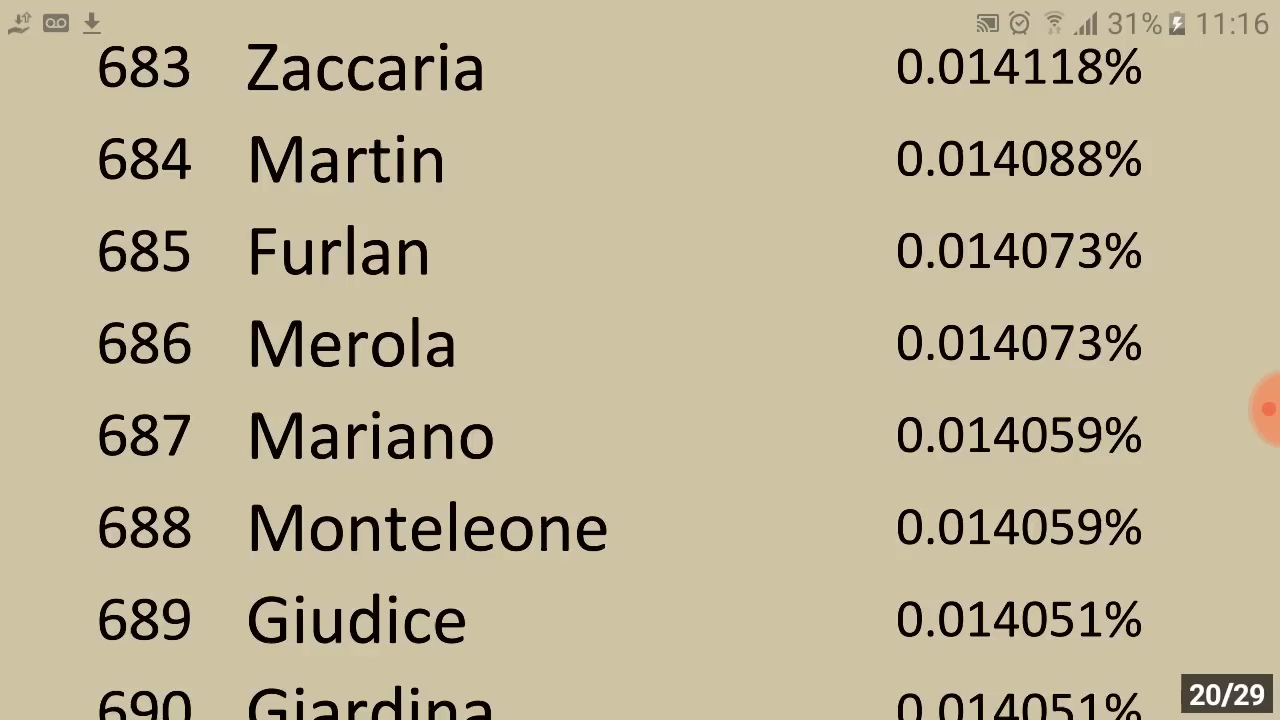 31% 11:16
683 Zaccaria 0.014118%
684 Martin 0.014088%
685 Furlan 0.014073%
686 Merola 0.014073%
687 Mariano 0.014059%
688 Monteleone 0.014059%
689 Giudice 0.014051%
690 Giardina 0.014051%
20/29